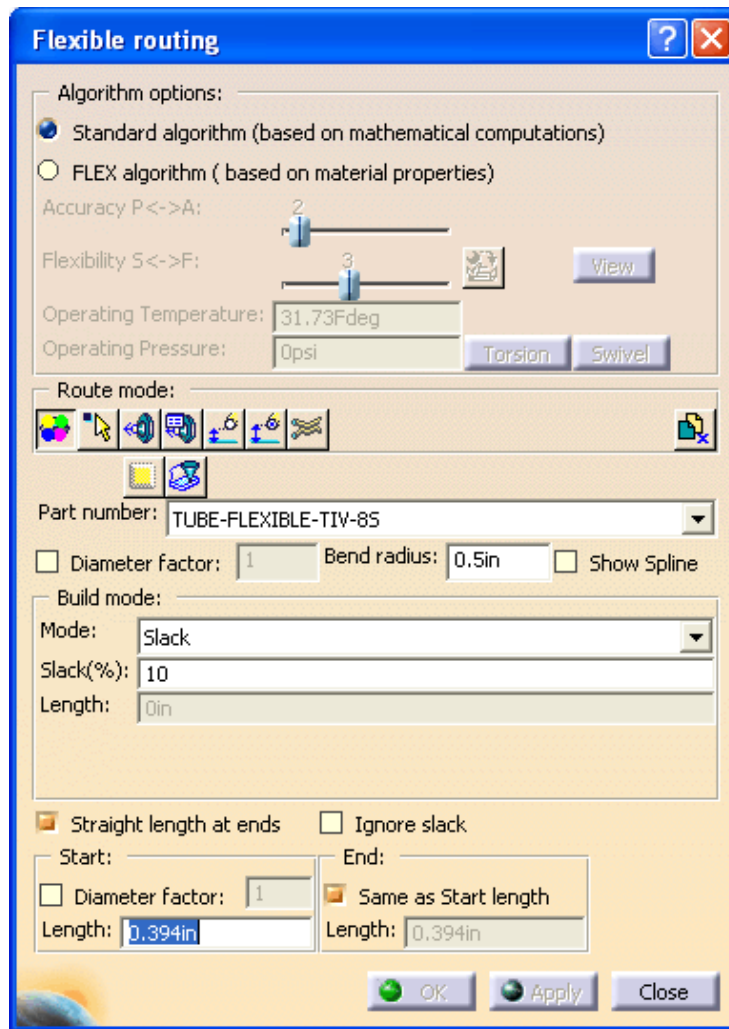 Flexible routing
Algorithm options:
Standard algorithm (based on mathematical computations)
FLEX algorithm ( based on material properties)
Accuracy P<->A: 2
Flexibility S<->F: 3 View
Operating Temperature: 31.73Fdeg
Operating Pressure: 0psi Torsion Swivel
Route mode:
Part number: TUBE-FLEXIBLE-TIV-8S
Diameter factor: 1 Bend radius: 0.5in Show Spline
Build mode:
Mode: Slack
Slack(%): 10
Length: 0in
Straight length at ends Ignore slack
Start: End:
Diameter factor: 1 Same as Start length
Length: 0.394in Length: 0.394in
OK Apply Close